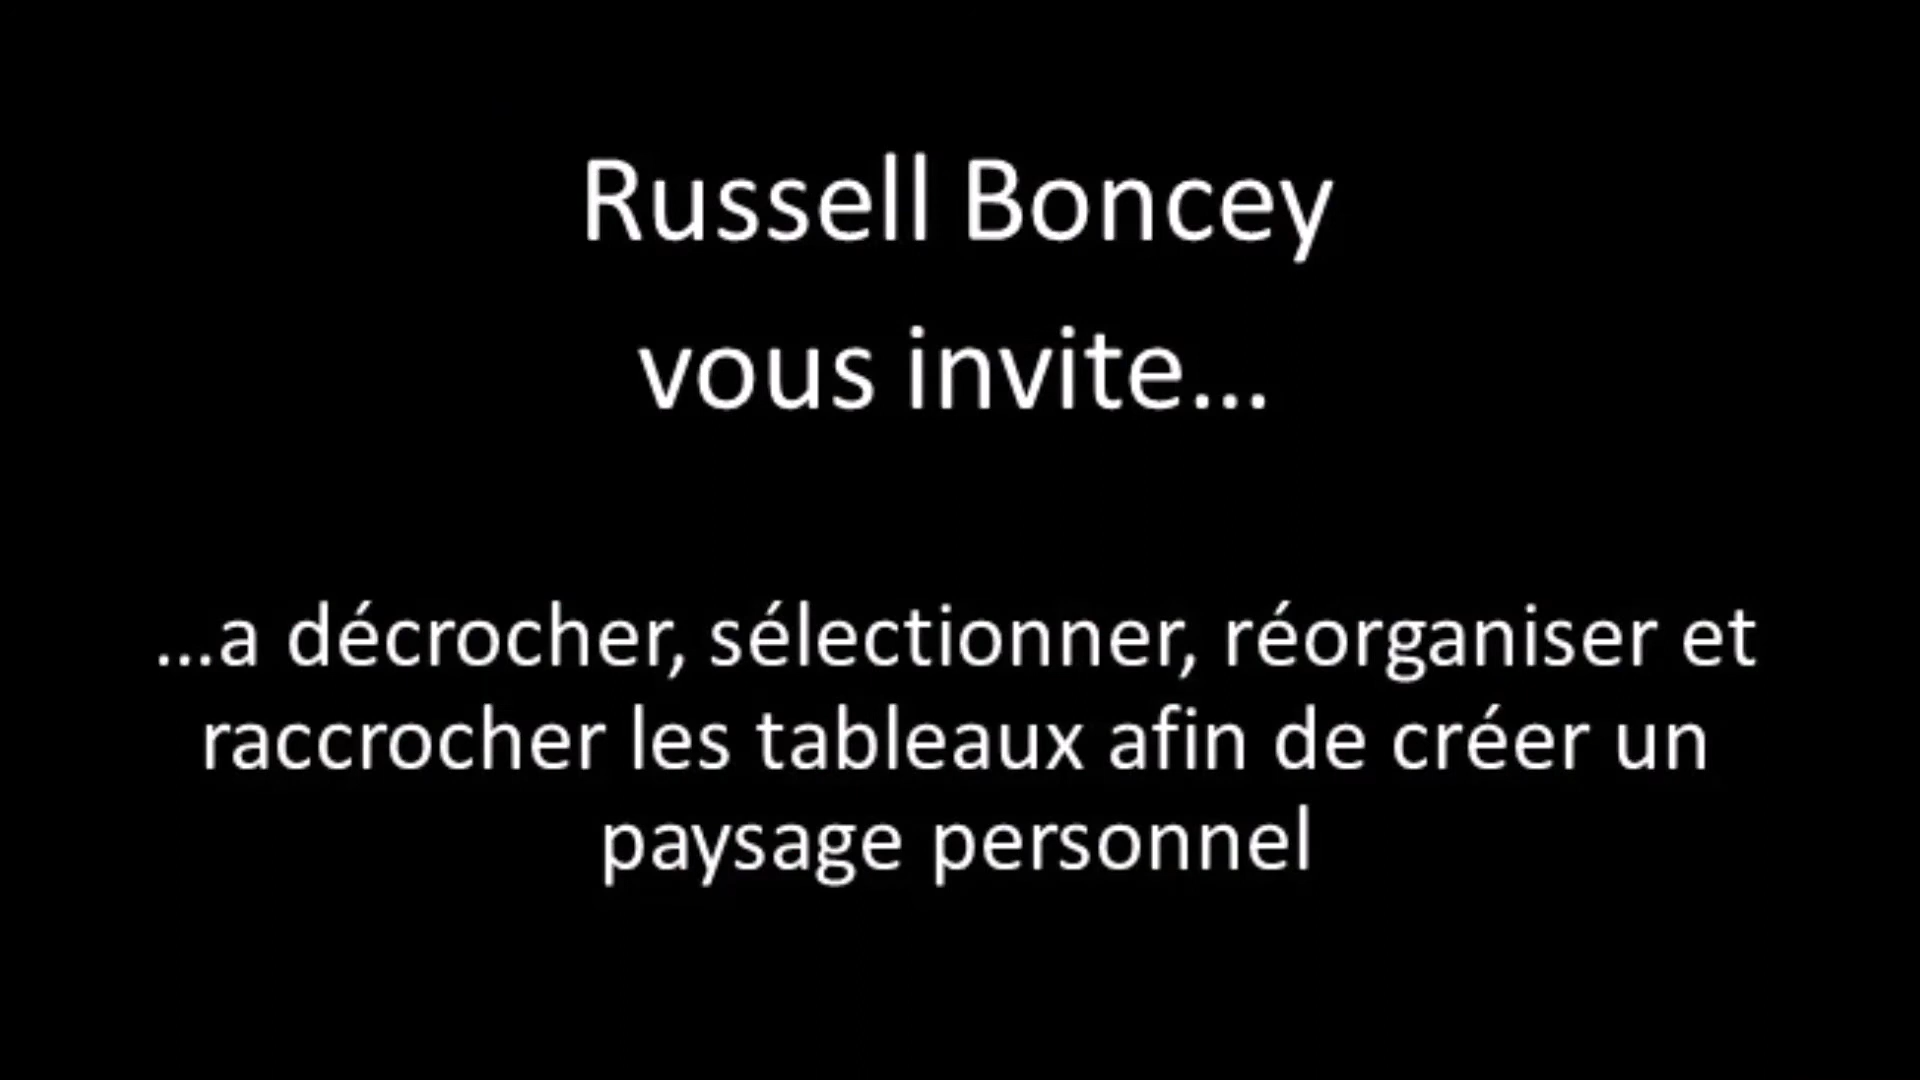 Russell Boncey
vous invite...
...a décrocher, sélectionner, réorganiser et
raccrocher les tableaux afin de créer un
paysage personnel